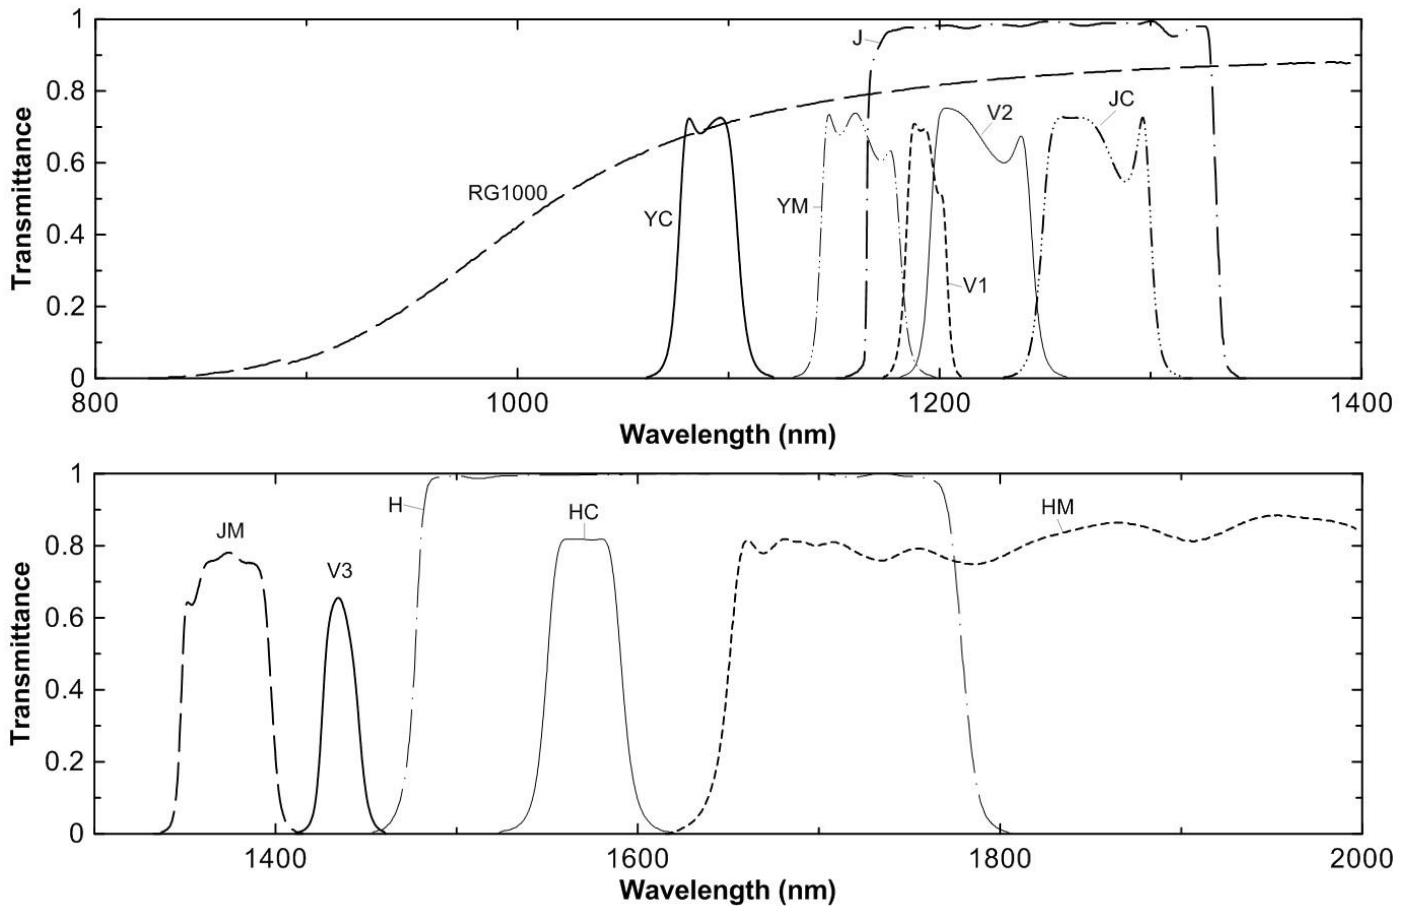 1
J
0.8
JC
V2
0.6
RG1000
YM
YC
0.4
V1
0.2
0
800
1000
1200
1400
Transmittance
Wavelength (nm)
1
H
HC
HM
0.8
JM
V3
0.6
0.4
0.2
0
1400
1600
1800
2000
Transmittance
Wavelength (nm)